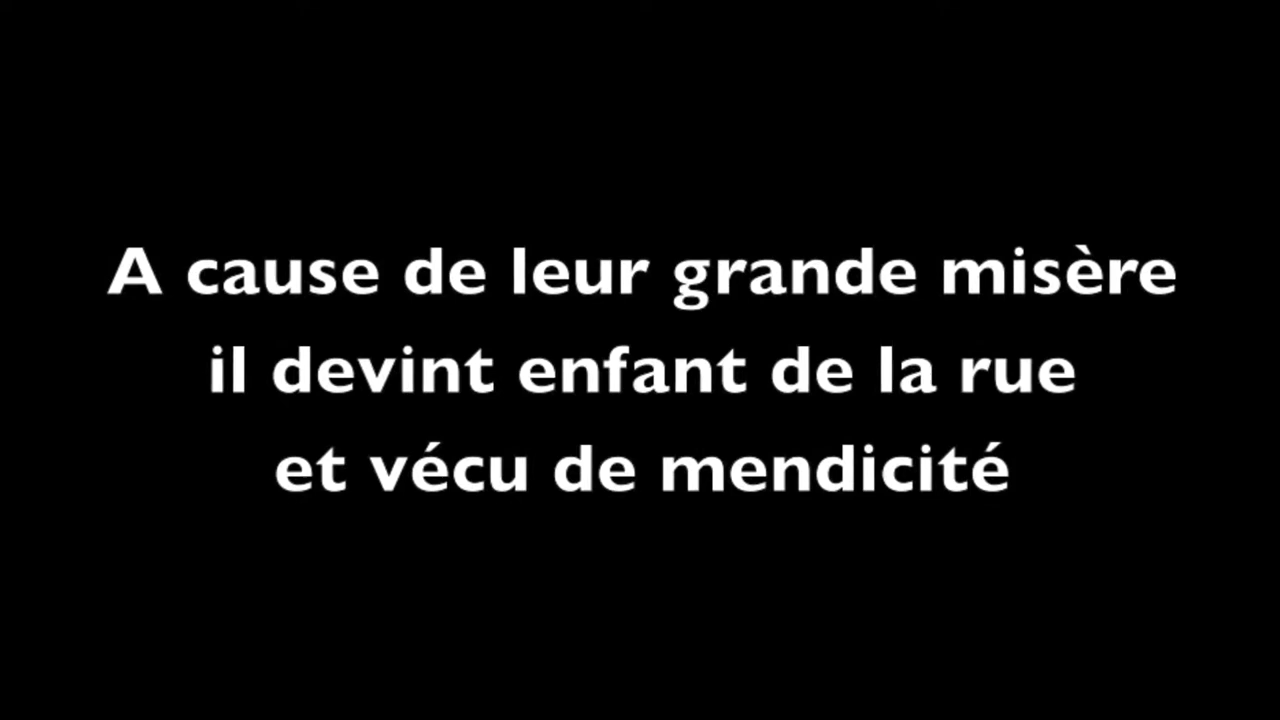 A cause de leur grande misère
il devint enfant de la rue
et vécu de mendicité